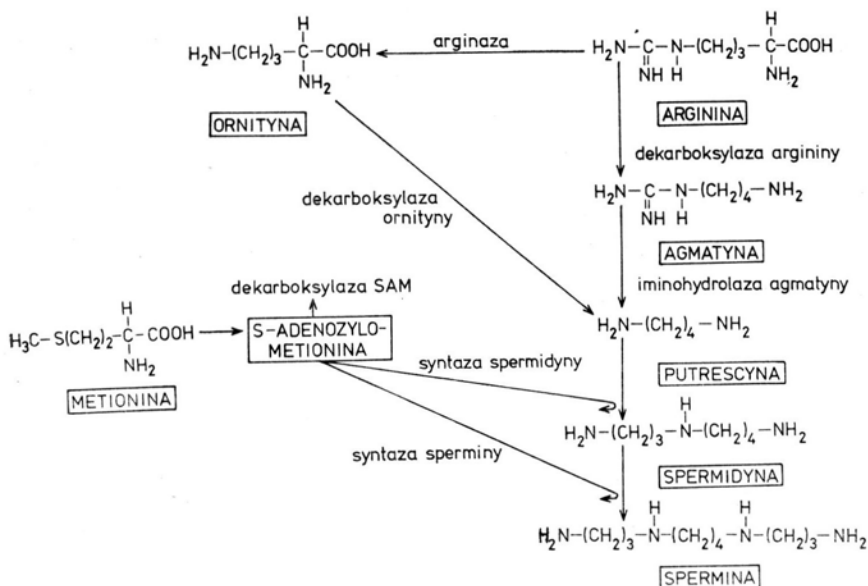 H
H₂N−(CH₂)₃−C−COOH
NH₂
ORNITYNA
arginaza
H
H₂N−C−N−(CH₂)₃−C−COOH
NH H NH₂
ARGININA
dekarboksylaza argininy
H₂N−C−N−(CH₂)₄−NH₂
NH H
AGMATYNA
dekarboksylaza
ornityny
iminohydrolaza agmatyny
H₂N−(CH₂)₄−NH₂
PUTRESCYNA
dekarboksylaza SAM
H
H₃C−S(CH₂)₂−C−COOH
NH₂
METIONINA
S−ADENOZYLO-
METIONINA
syntaza spermidyny
H
H₂N−(CH₂)₃−N−(CH₂)₄−NH₂
SPERMIDYNA
syntaza sperminy
H H
H₂N−(CH₂)₃−N−(CH₂)₄−N−(CH₂)₃−NH₂
SPERMINA